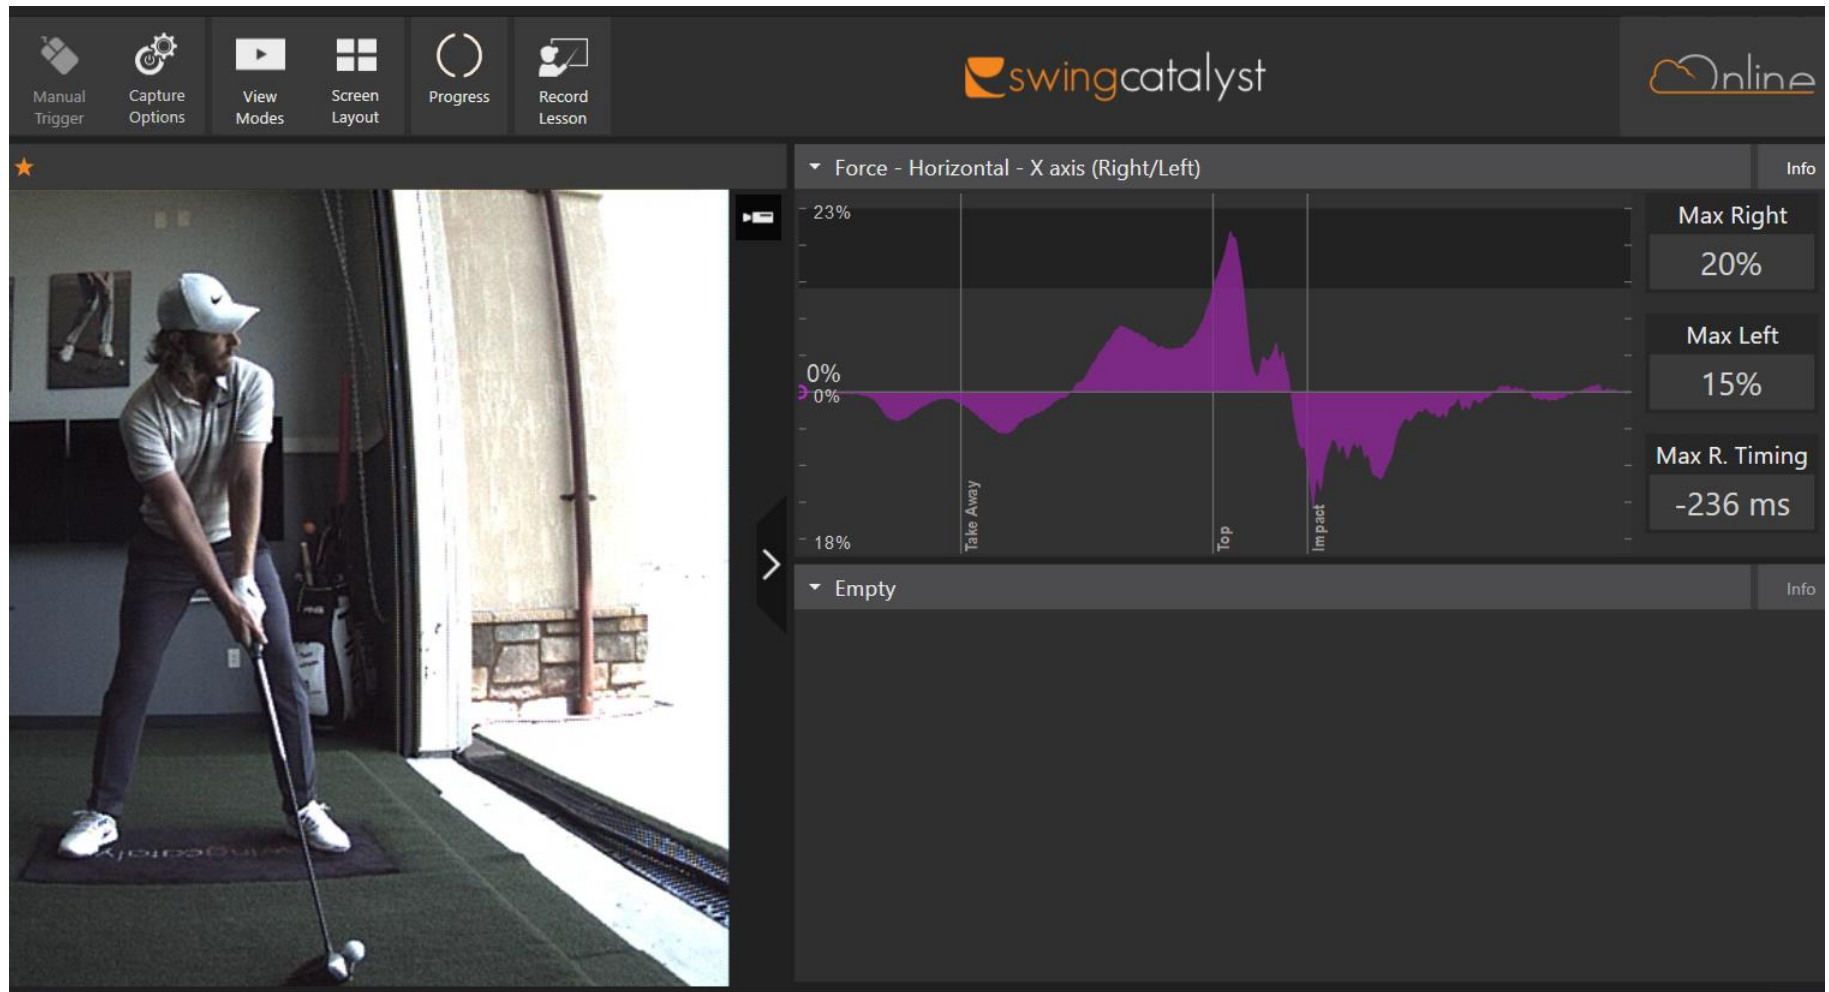 Manual
Trigger
Capture
Options
View
Modes
Screen
Layout
Progress
Record
Lesson
swingcatalyst
Online
Force - Horizontal - X axis (Right/Left)
Info
23%
0%
0%
18%
Take Away
Top
Impact
Max Right
20%
Max Left
15%
Max R. Timing
-236 ms
Empty
Info
PING